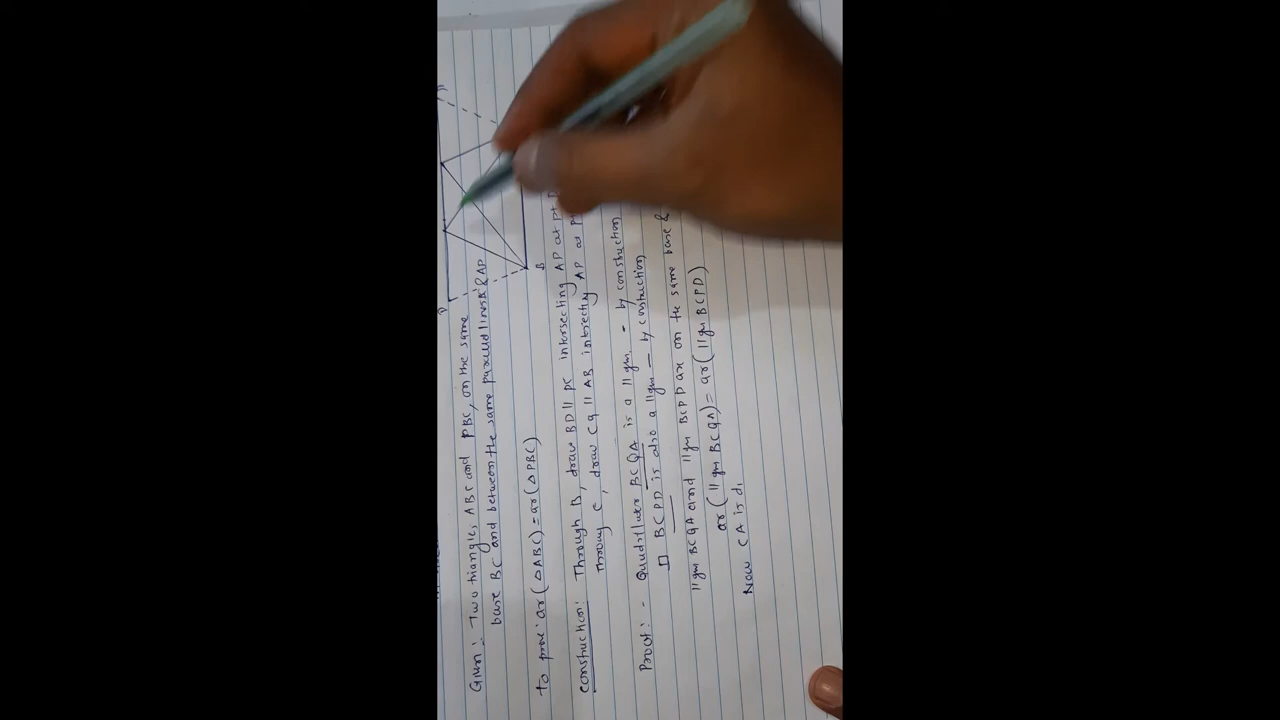 D
B
Given: Two triangles ABC and PBC, on the same
base BC and between the same parallel lines & AP
To prove: ar(△ABC) = ar(△PBC)
construction: Through B, draw BD || PC intersecting AP at pt D
Through C, draw CQ || AB intersecting AP at Pt
Proof: - Quadrilater BCQA is a ||gm. - by construction
□ BCPD is also a ||gm — by construction
||gm BCQA and ||gm BCPD are on the same base &
ar(||gm BCQA) = ar(||gm BCPD)
Now CA is di